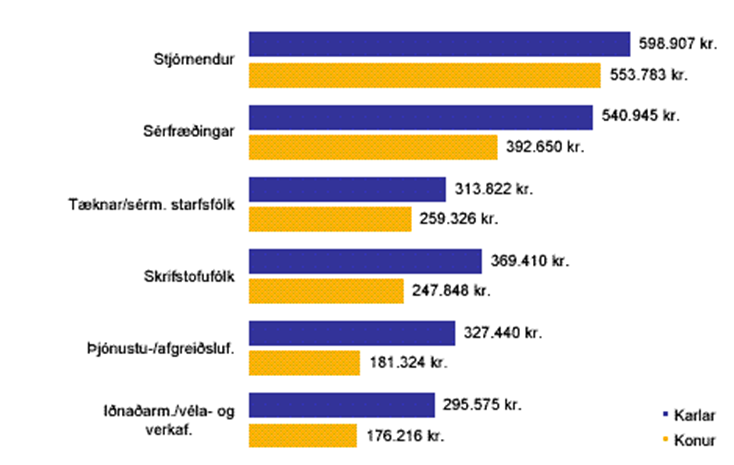 Stjórnendur
598.907 kr.
553.783 kr.
Sérfræðingar
540.945 kr.
392.650 kr.
Tæknar/sérm. starfsfólk
313.822 kr.
259.326 kr.
Skrifstofufólk
369.410 kr.
247.848 kr.
Þjónustu-/afgreiðsluf.
327.440 kr.
181.324 kr.
Iðnaðarm./véla- og
verkaf.
295.575 kr.
176.216 kr.
Karlar
Konur